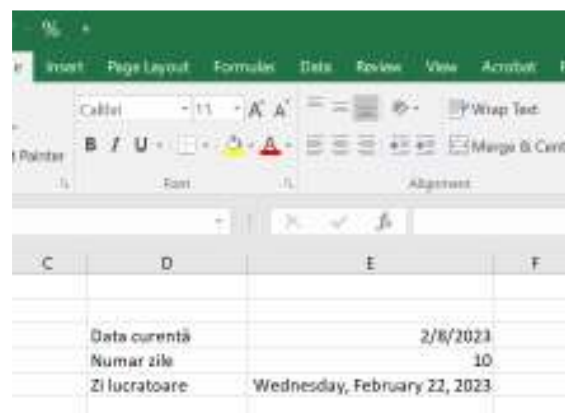 %
Insert Page Layout Formulas Data Review View Acrobat
Calibri 11 A A Wrap Text
Painter B I U A Merge & Cent
Font Alignment
fx
C D E F
Data curentă 2/8/2023
Numar zile 10
Zi lucratoare Wednesday, February 22, 2023